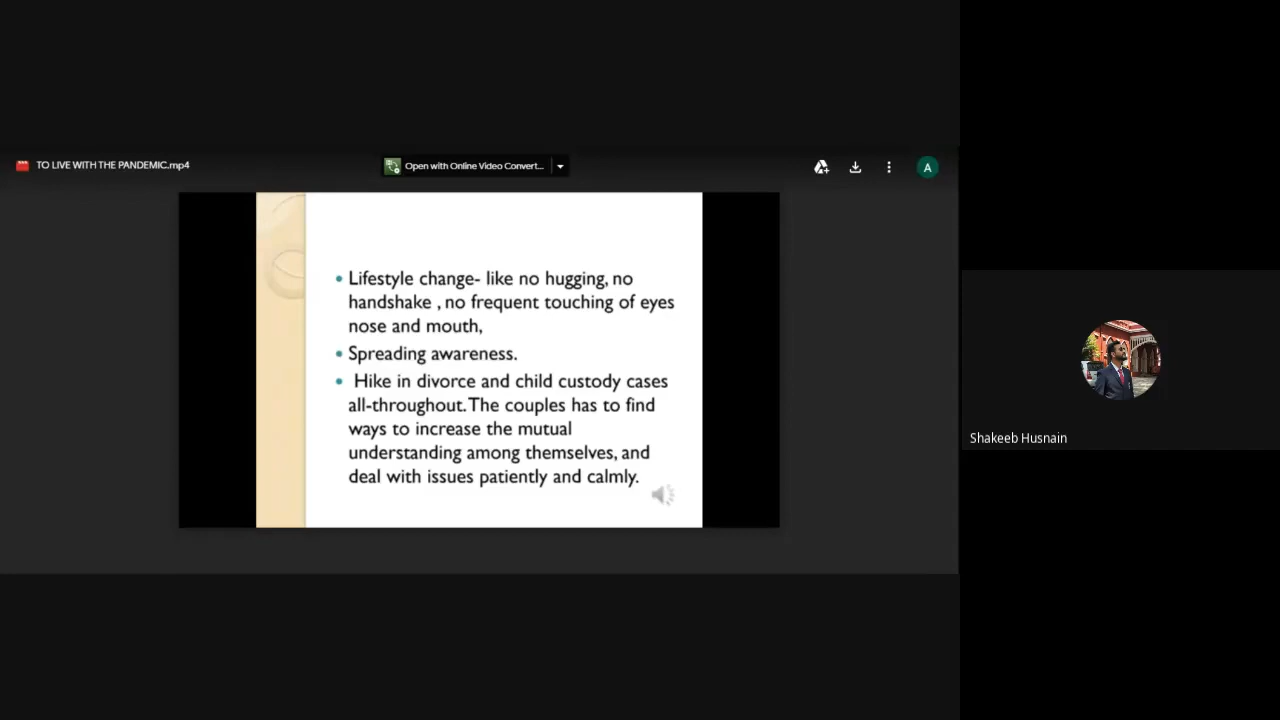 TO LIVE WITH THE PANDEMIC.mp4
Open with Online Video Convert...
A
• Lifestyle change- like no hugging, no
handshake , no frequent touching of eyes
nose and mouth,
• Spreading awareness.
• Hike in divorce and child custody cases
all-throughout. The couples has to find
ways to increase the mutual
understanding among themselves, and
deal with issues patiently and calmly.
Shakeeb Husnain